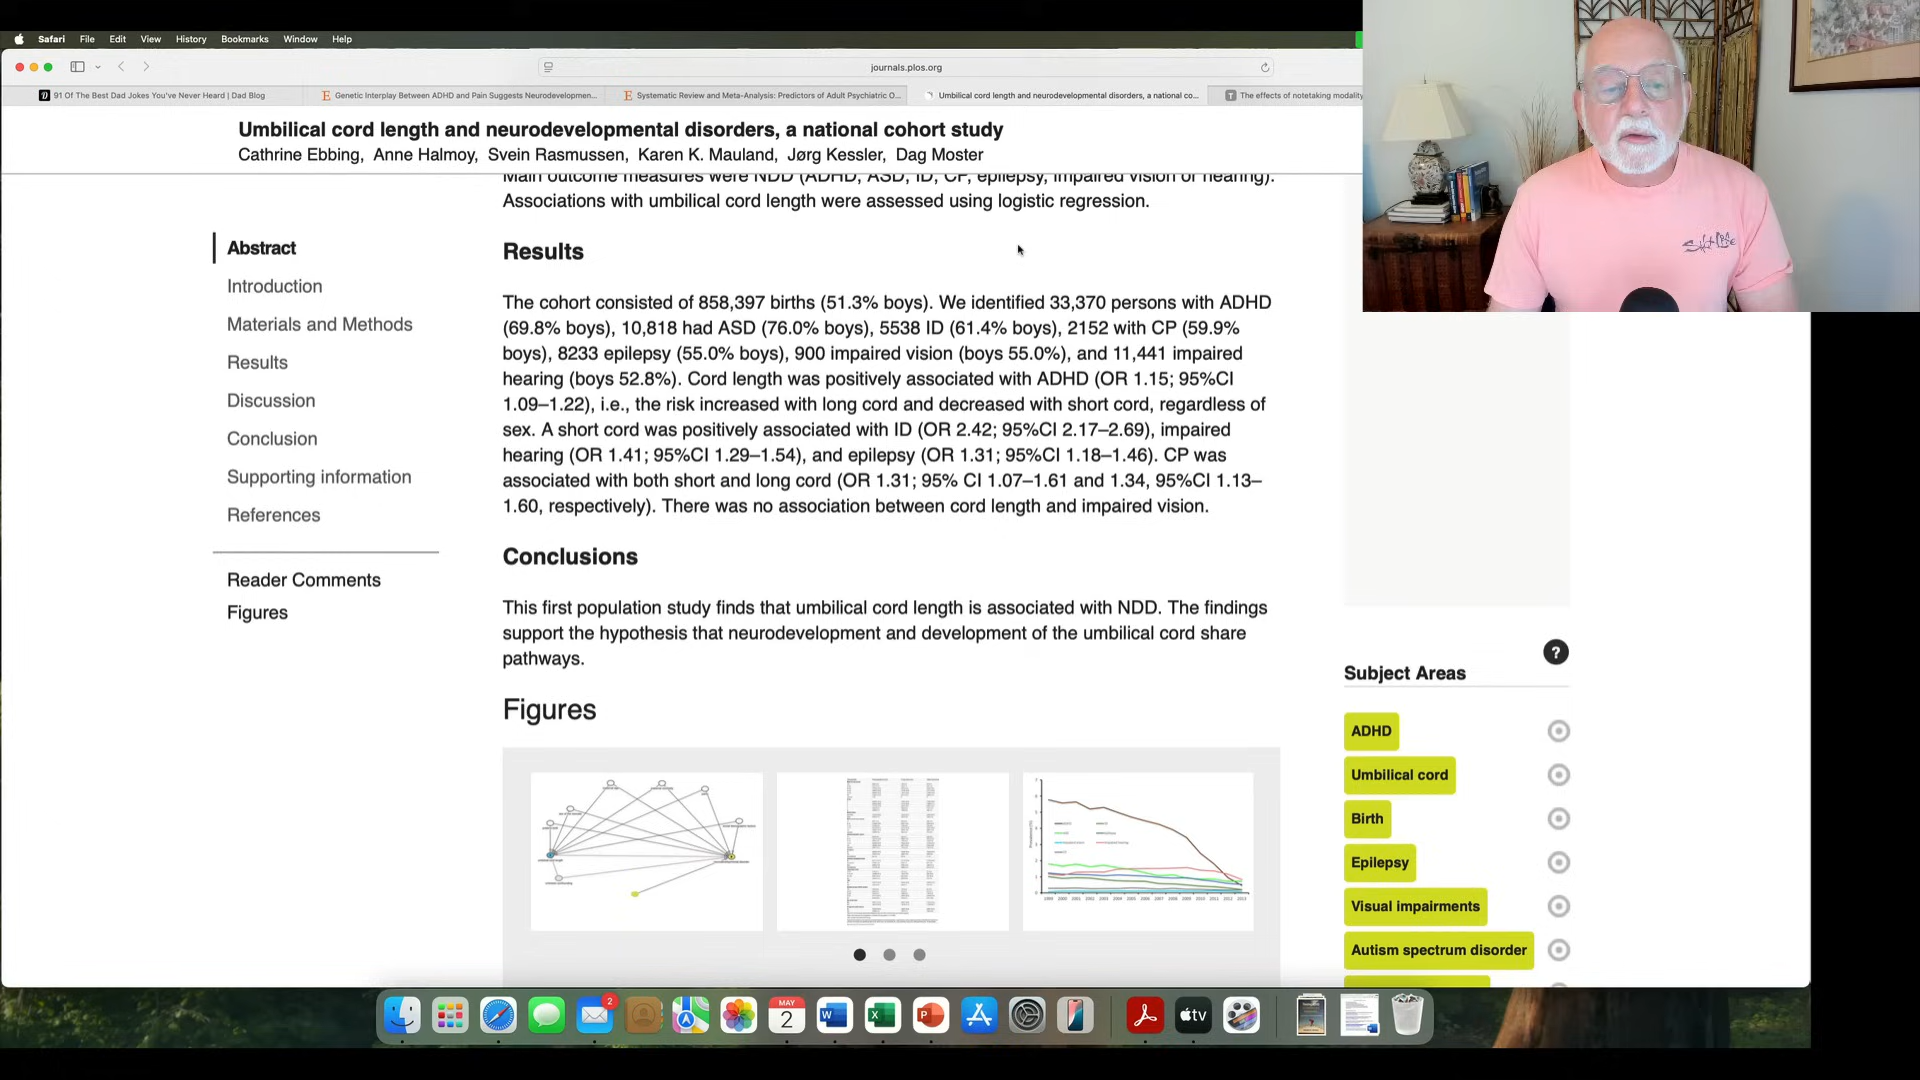 Safari File Edit View History Bookmarks Window Help
journals.plos.org
91 Of The Best Dad Jokes You've Never Heard | Dad Blog
Genetic Interplay Between ADHD and Pain Suggests Neurodevelopmen...
Systematic Review and Meta-Analysis: Predictors of Adult Psychiatric O...
Umbilical cord length and neurodevelopmental disorders, a national co...
The effects of notetaking modality
Umbilical cord length and neurodevelopmental disorders, a national cohort study
Cathrine Ebbing, Anne Halmoy, Svein Rasmussen, Karen K. Mauland, Jørg Kessler, Dag Moster
Main outcome measures were NDD (ADHD, ASD, ID, CP, epilepsy, impaired vision or hearing).
Associations with umbilical cord length were assessed using logistic regression.
Abstract
Introduction
Materials and Methods
Results
Discussion
Conclusion
Supporting information
References
Reader Comments
Figures
Results
The cohort consisted of 858,397 births (51.3% boys). We identified 33,370 persons with ADHD
(69.8% boys), 10,818 had ASD (76.0% boys), 5538 ID (61.4% boys), 2152 with CP (59.9%
boys), 8233 epilepsy (55.0% boys), 900 impaired vision (boys 55.0%), and 11,441 impaired
hearing (boys 52.8%). Cord length was positively associated with ADHD (OR 1.15; 95%CI
1.09–1.22), i.e., the risk increased with long cord and decreased with short cord, regardless of
sex. A short cord was positively associated with ID (OR 2.42; 95%CI 2.17–2.69), impaired
hearing (OR 1.41; 95%CI 1.29–1.54), and epilepsy (OR 1.31; 95%CI 1.18–1.46). CP was
associated with both short and long cord (OR 1.31; 95% CI 1.07–1.61 and 1.34, 95%CI 1.13–
1.60, respectively). There was no association between cord length and impaired vision.
Conclusions
This first population study finds that umbilical cord length is associated with NDD. The findings
support the hypothesis that neurodevelopment and development of the umbilical cord share
pathways.
Figures
?
Subject Areas
ADHD
Umbilical cord
Birth
Epilepsy
Visual impairments
Autism spectrum disorder
2
MAY
2
W
X
P
tv